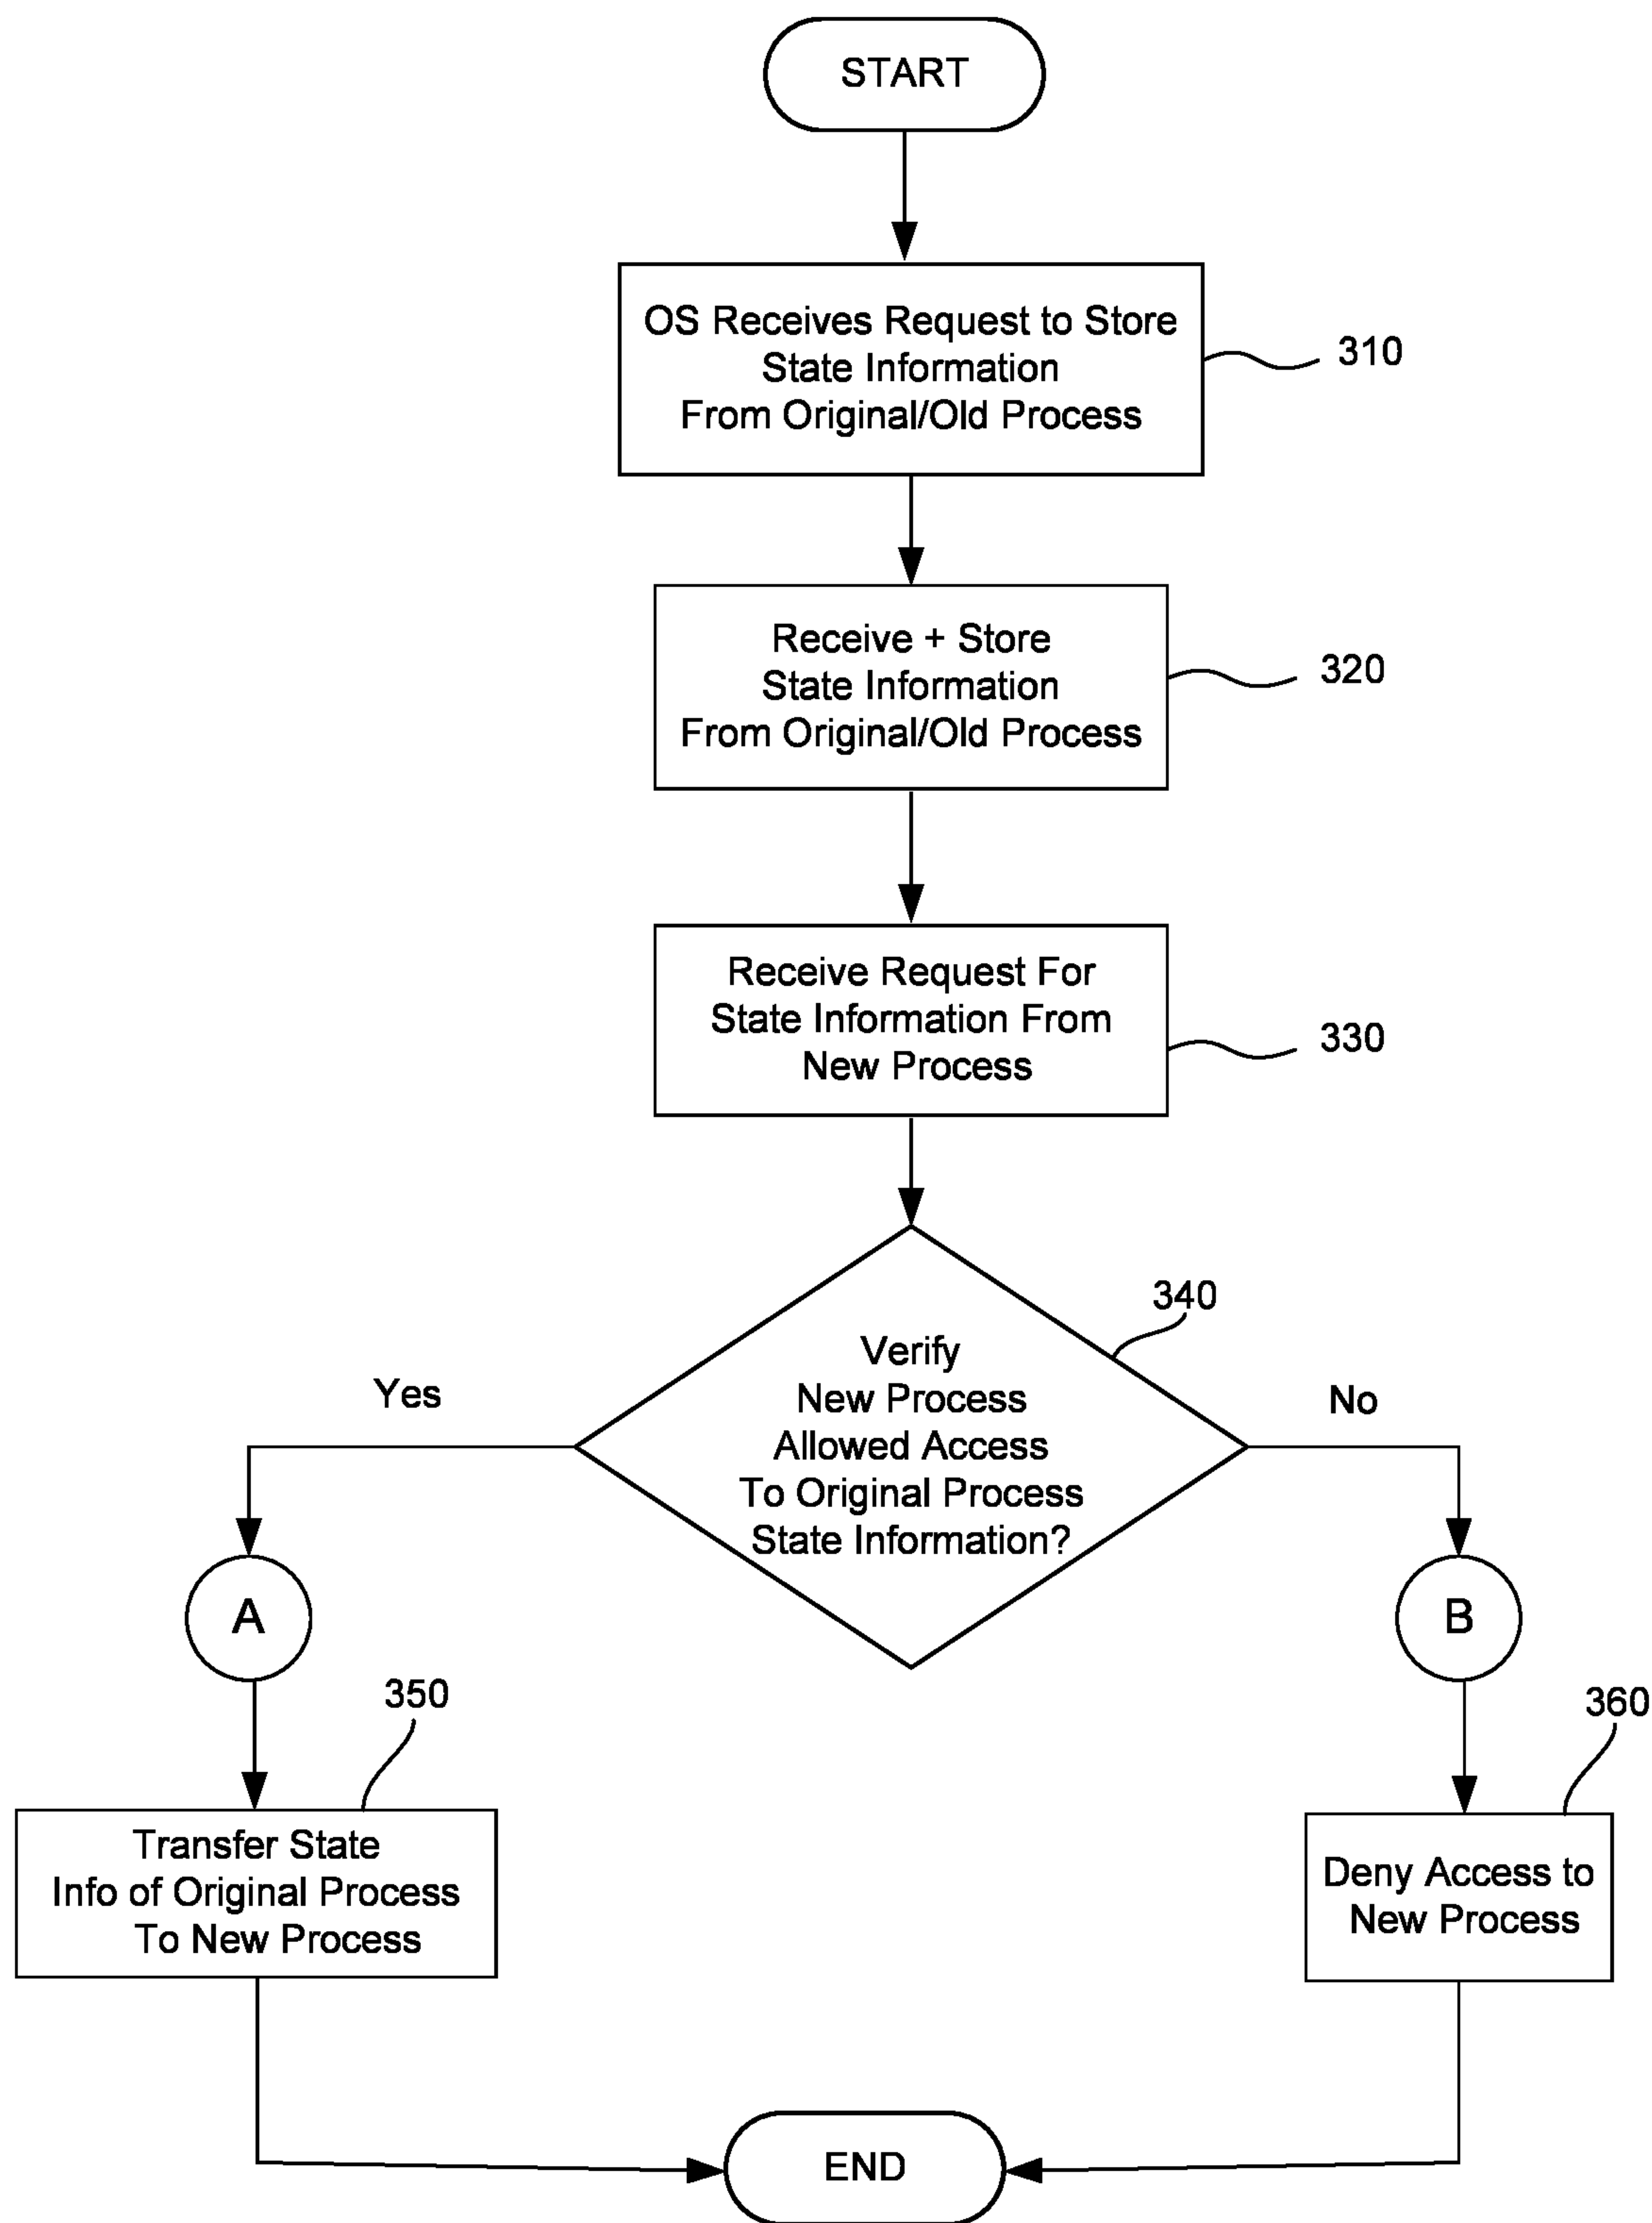 START
OS Receives Request to Store
State Information
From Original/Old Process
310
Receive + Store
State Information
From Original/Old Process
320
Receive Request For
State Information From
New Process
330
340
Verify
New Process
Allowed Access
To Original Process
State Information?
Yes
No
A
B
350
Transfer State
Info of Original Process
To New Process
360
Deny Access to
New Process
END